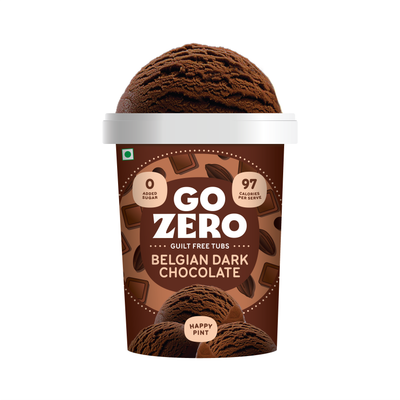 0
ADDED
SUGAR
97
CALORIES
PER SERVE
GO
ZERO
GUILT FREE TUBS
BELGIAN DARK
CHOCOLATE
HAPPY
PINT